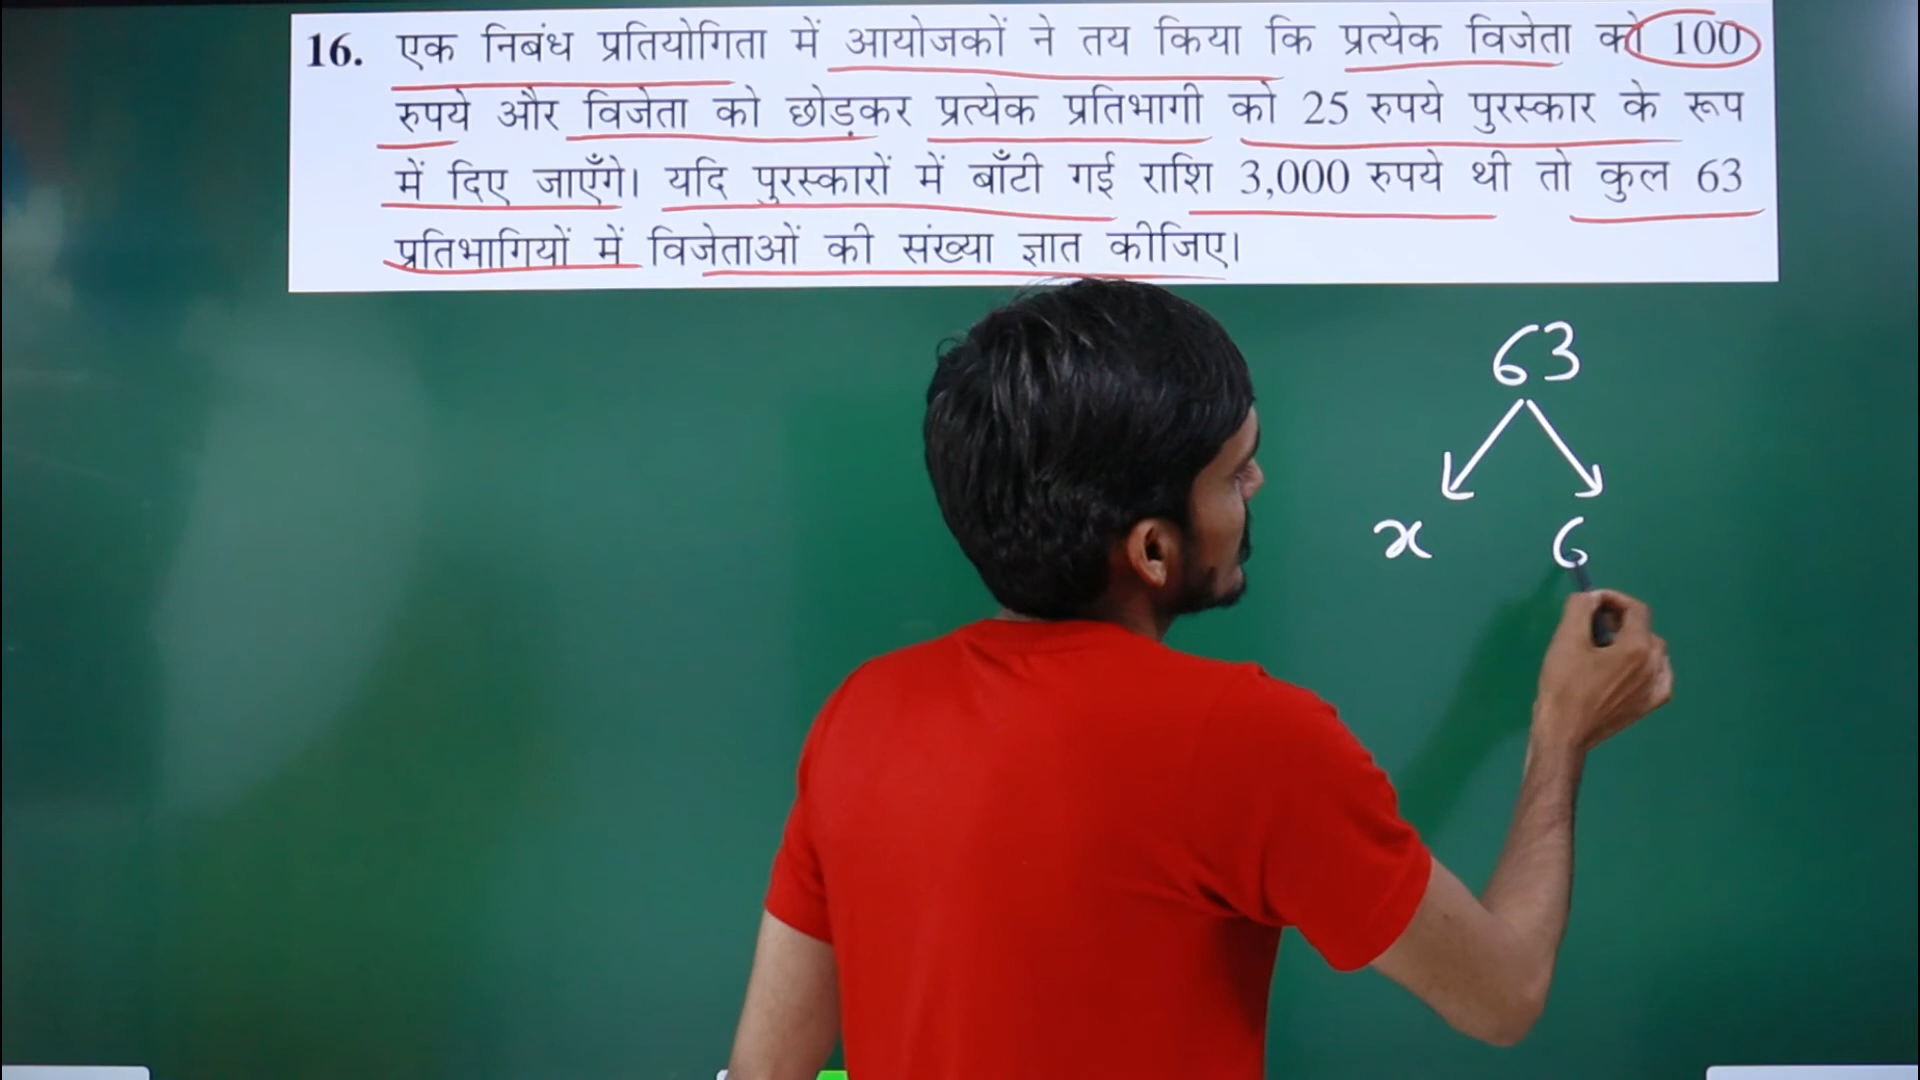 16. एक निबंध प्रतियोगिता में आयोजकों ने तय किया कि प्रत्येक विजेता को 100
रुपये और विजेता को छोड़कर प्रत्येक प्रतिभागी को 25 रुपये पुरस्कार के रूप
में दिए जाएँगे। यदि पुरस्कारों में बाँटी गई राशि 3,000 रुपये थी तो कुल 63
प्रतिभागियों में विजेताओं की संख्या ज्ञात कीजिए।
63
x 6